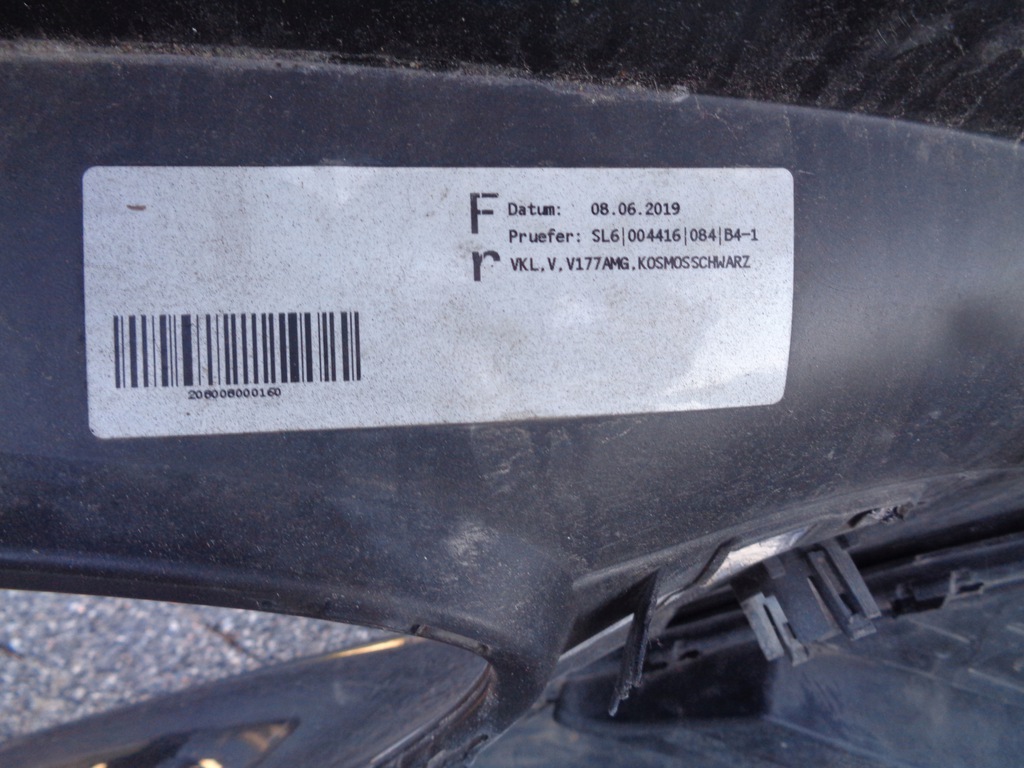 F
r
Datum: 08.06.2019
Pruefer: SL6|004416|084|B4-1
VKL,V,V177AMG,KOSMOSSCHWARZ
206008000160